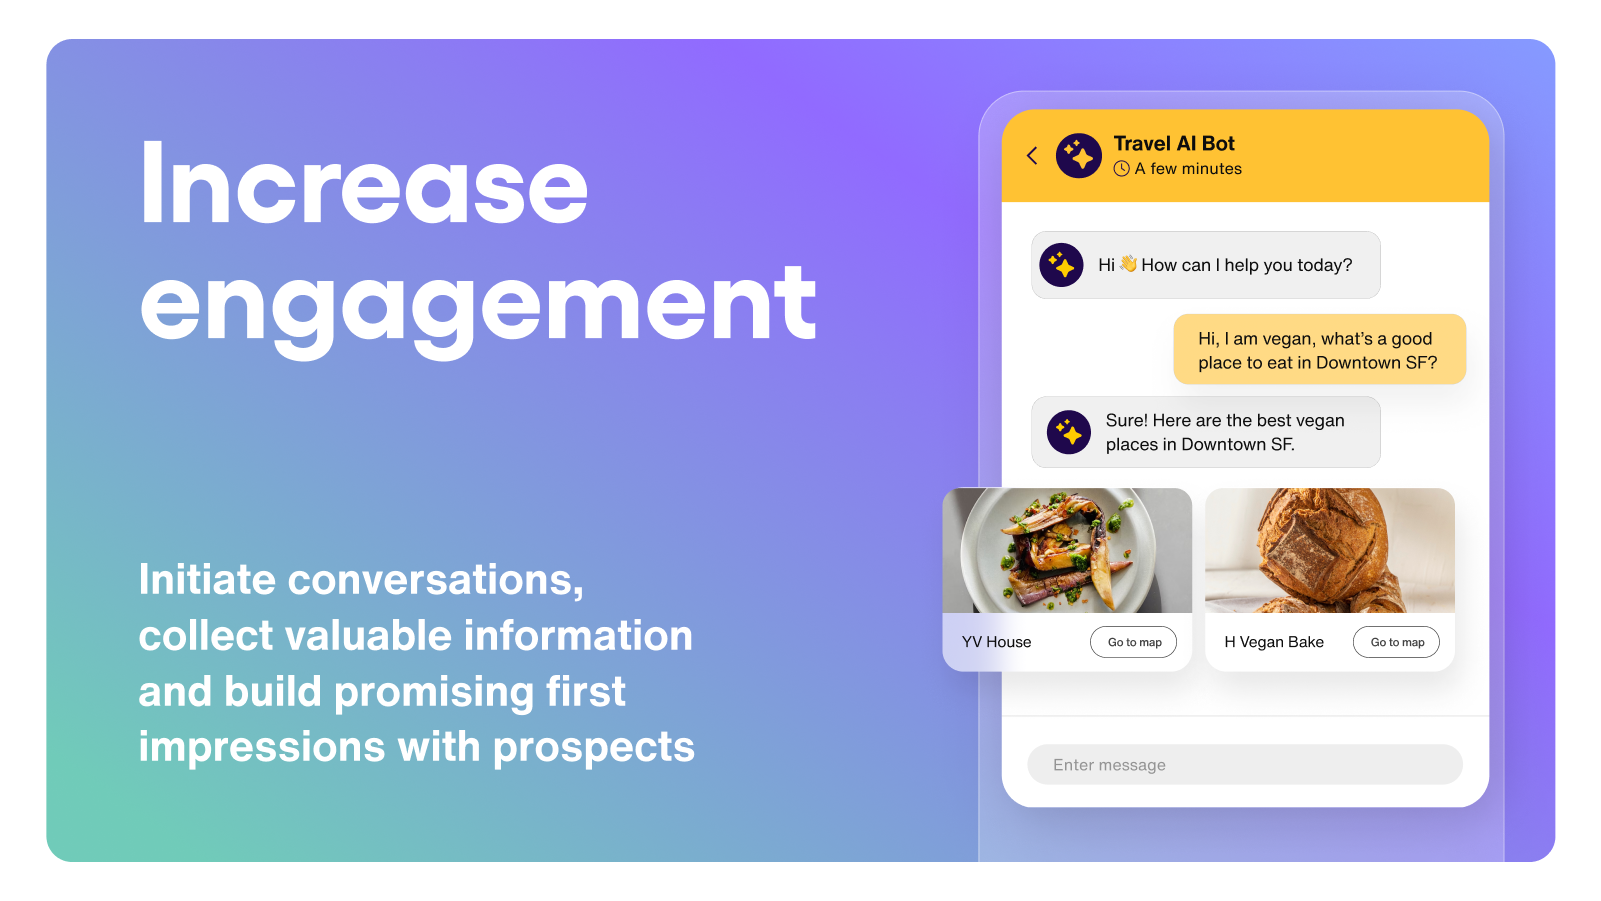 Increase
engagement
Initiate conversations,
collect valuable information
and build promising first
impressions with prospects
Travel AI Bot
A few minutes
Hi 👋 How can I help you today?
Hi, I am vegan, what's a good
place to eat in Downtown SF?
Sure! Here are the best vegan
places in Downtown SF.
YV House
Go to map
H Vegan Bake
Go to map
Enter message